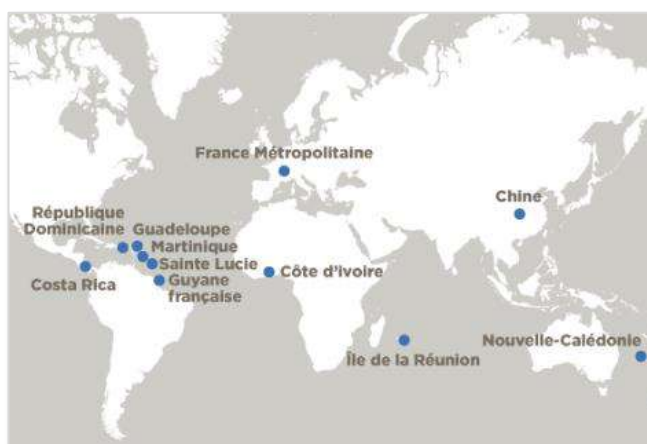 France Métropolitaine
Chine
République
Dominicaine
Guadeloupe
Martinique
Sainte Lucie
Guyane
française
Costa Rica
Côte d'ivoire
Île de la Réunion
Nouvelle-Calédonie